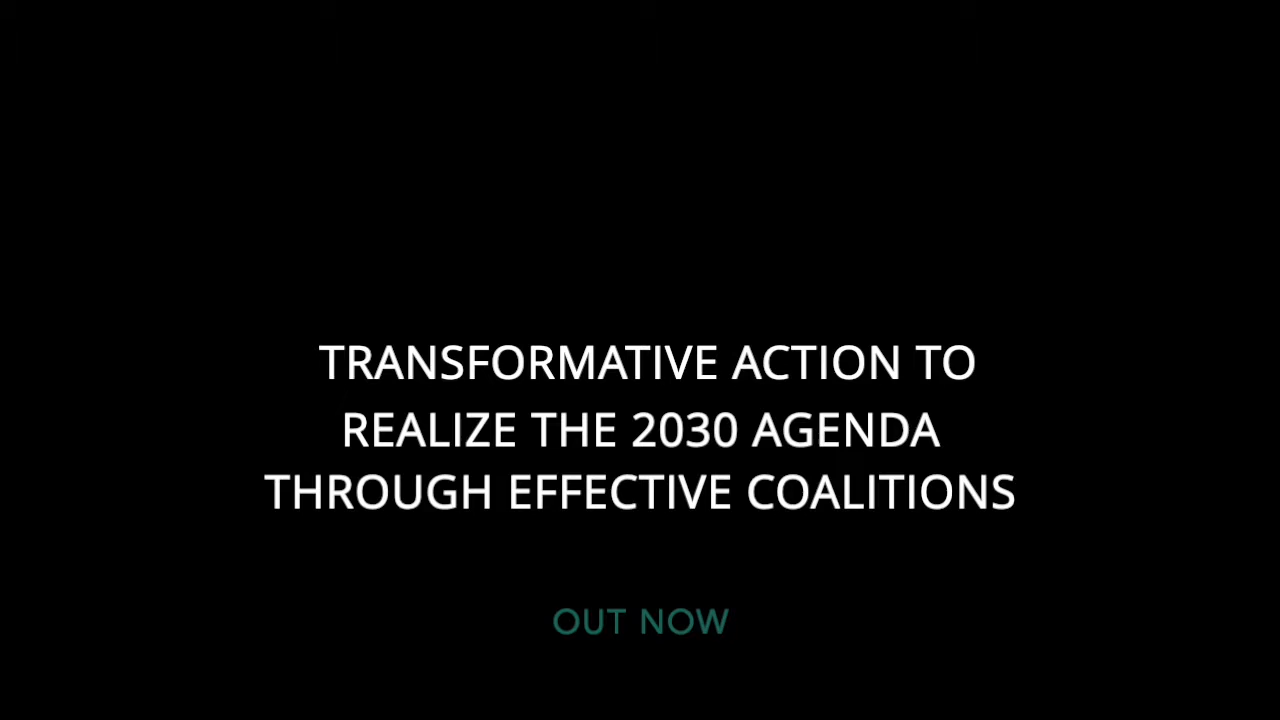 TRANSFORMATIVE ACTION TO
REALIZE THE 2030 AGENDA
THROUGH EFFECTIVE COALITIONS
OUT NOW